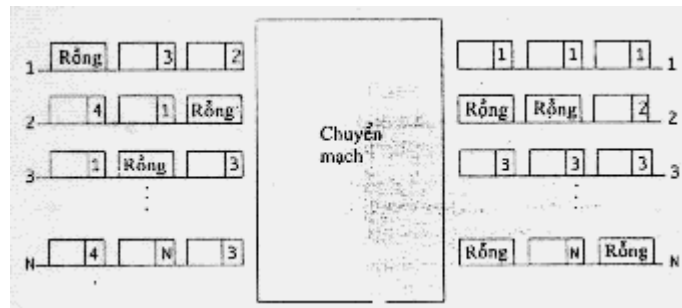 1 Rỗng 3 2 1 1 1 1
2 4 1 Rỗng Rỗng Rỗng 2 2
Chuyển
mạch
3 1 Rỗng 3 3 3 3 3
N 4 N 3 Rỗng N Rỗng N